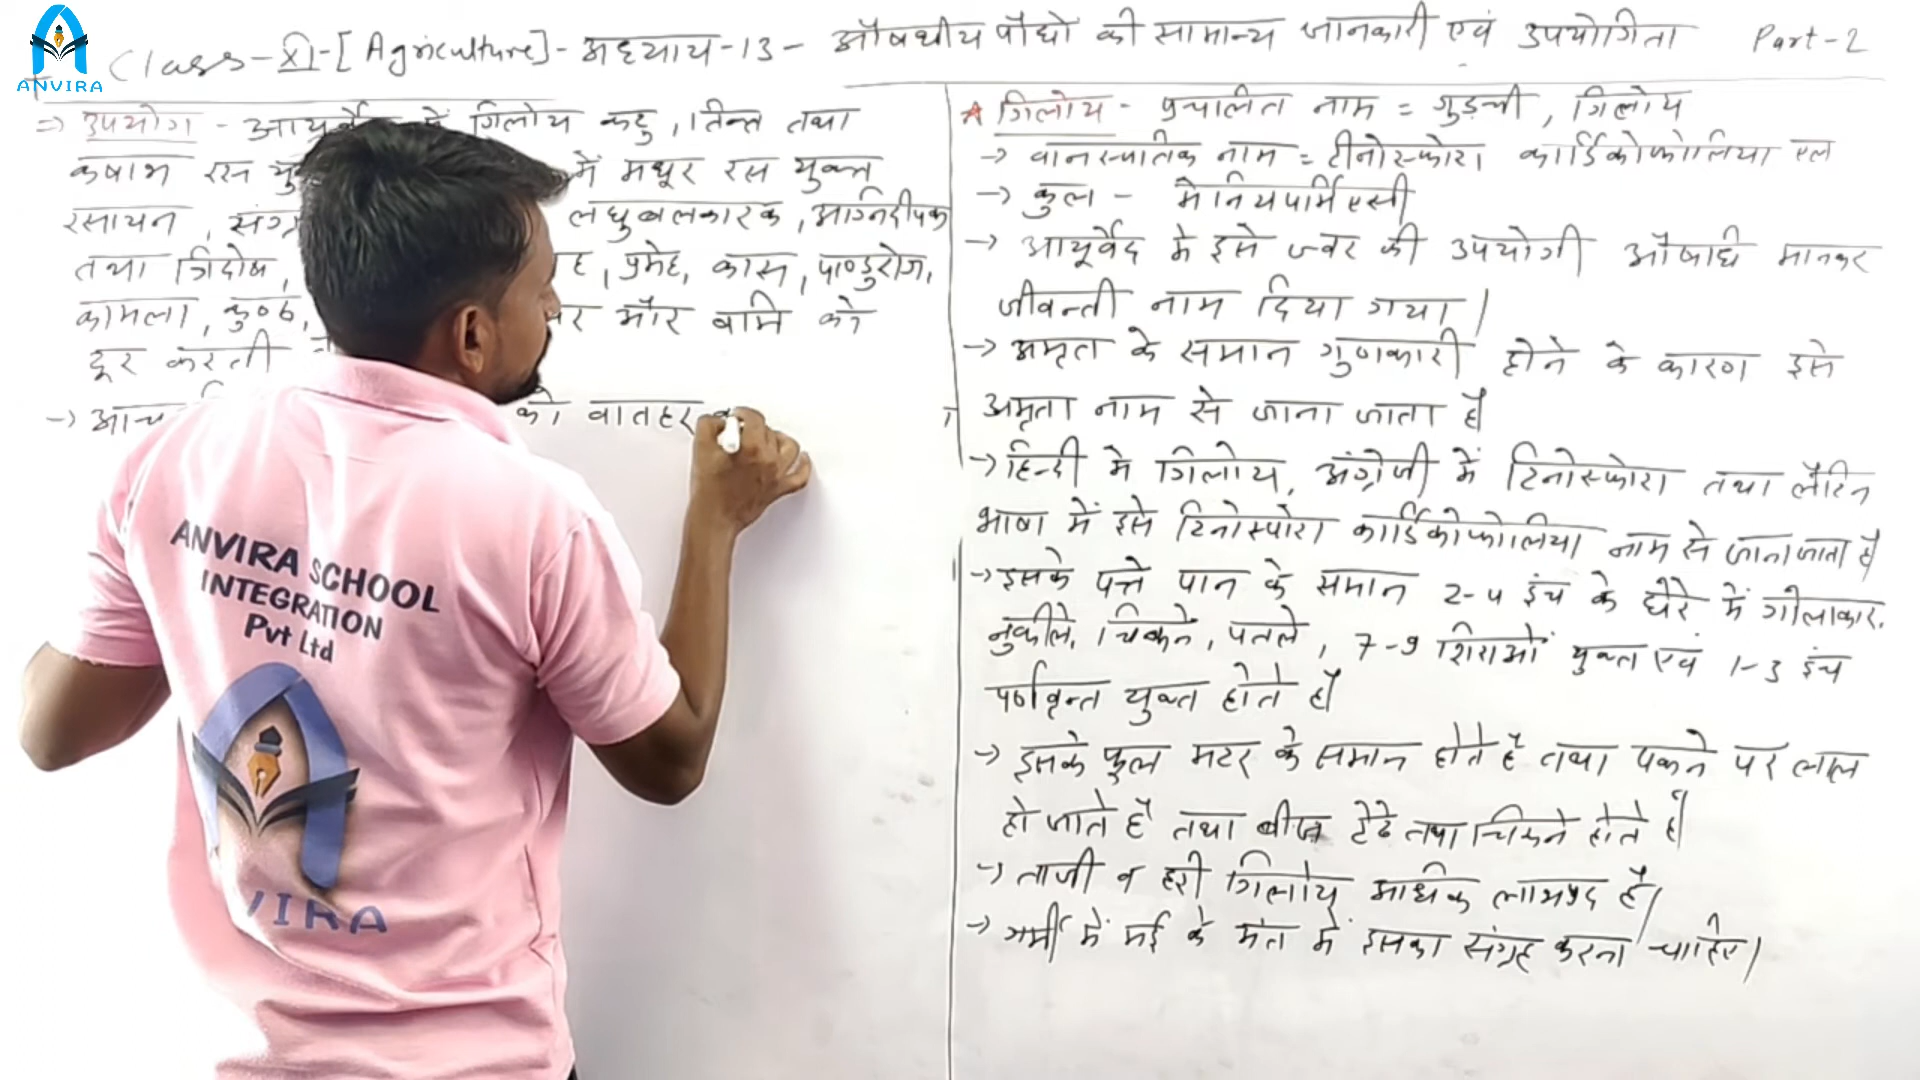 ANVIRA
Class-XI-[Agriculture]- अध्याय-13- औषधीय पौधो की सामान्य जानकारी एवं उपयोगिता Part-2
=> उपयोग - आयुर्वेद में गिलोय कटु, तिक्त तथा
कषाय रस में मधुर रस युक्त
रसायन, लघु बलकारक, अग्निदीपक
तथा त्रिदोष, प्रमेह, कास, पाण्डुरोग,
कामला, कुष्ठ, और वामि को
दूर करती
-> को वातहर
* गिलोय - प्रचालित नाम = गुड़ची, गिलोय
-> वानस्पतिक नाम = टीनोस्फोरा कार्डिकोफोलिया एल
-> कुल - मेनियपार्मिएसी
-> आयूर्वेद मे इसे ज्वर की उपयोगी औषधि मानकर
जीवन्ती नाम दिया गया।
-> अमृता के समान गुणकारी होने के कारण इसे
अमृता नाम से जाना जाता है
-> हिन्दी मे गिलोय, अंग्रेजी में टिनोस्फोरा तथा लैटिन
भाषा में इसे टिनोस्पोरा कार्डिकोफोलिया नाम से जाना जाता है
-> इसके पत्ते पान के समान 2-4 इंच के घेरे में गोलाकार,
नुकीले, चिकने, पतले, 7-9 शिराओं युक्त एवं 1-3 इंच
पर्णवृन्त युक्त होते है
-> इसके फुल मटर के समान होते है तथा पकने पर लाल
हो जाते है तथा बीज टेढे तथा चिकने होते है
-> ताजी व हरी गिलोय अधिक लाभप्रद है।
-> गर्मी में मई के अंत में इसका संग्रह करना चाहिए।
ANVIRA SCHOOL
INTEGRATION
Pvt Ltd
VIRA